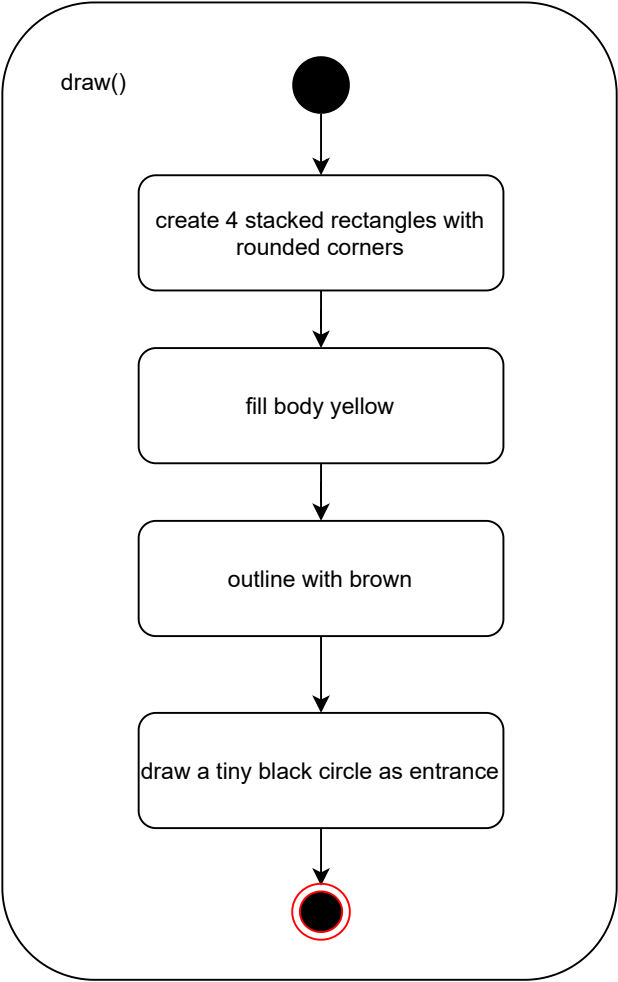 draw()
create 4 stacked rectangles with
rounded corners
fill body yellow
outline with brown
draw a tiny black circle as entrance